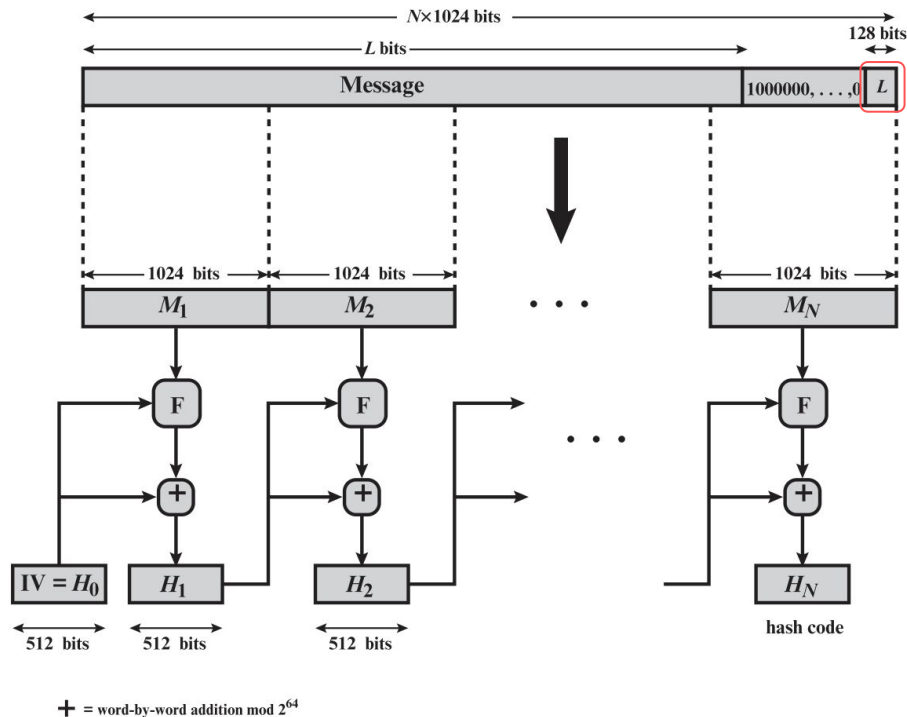 N×1024 bits
L bits
128 bits
Message
1000000, . . . ,0
L
1024 bits
1024 bits
1024 bits
M1
M2
. . .
MN
F
F
F
. . .
+
+
+
IV = H0
H1
H2
HN
512 bits
512 bits
512 bits
hash code
+ = word-by-word addition mod 2^64